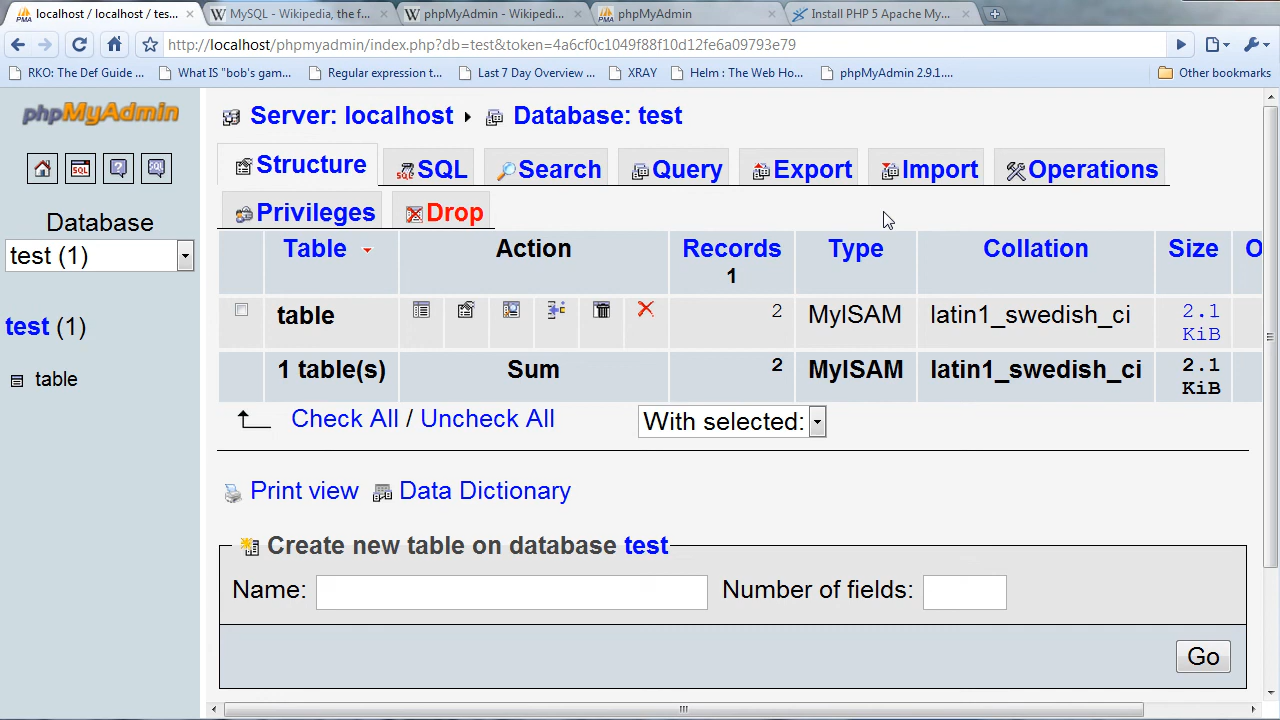 localhost / localhost / tes...
MySQL - Wikipedia, the f...
phpMyAdmin - Wikipedi...
phpMyAdmin
Install PHP 5 Apache My...
http://localhost/phpmyadmin/index.php?db=test&token=4a6cf0c1049f88f10d12fe6a09793e79
RKO: The Def Guide ...
What IS "bob's gam...
Regular expression t...
Last 7 Day Overview ...
XRAY
Helm : The Web Ho...
phpMyAdmin 2.9.1....
Other bookmarks
phpMyAdmin
SQL
Database
test (1)
test (1)
table
Server: localhost
Database: test
Structure
SQL
Search
Query
Export
Import
Operations
Privileges
Drop
Table Action Records 1 Type Collation Size O
table 2 MyISAM latin1_swedish_ci 2.1 KiB
1 table(s) Sum 2 MyISAM latin1_swedish_ci 2.1 KiB
Check All / Uncheck All
With selected:
Print view
Data Dictionary
Create new table on database test
Name:
Number of fields:
Go